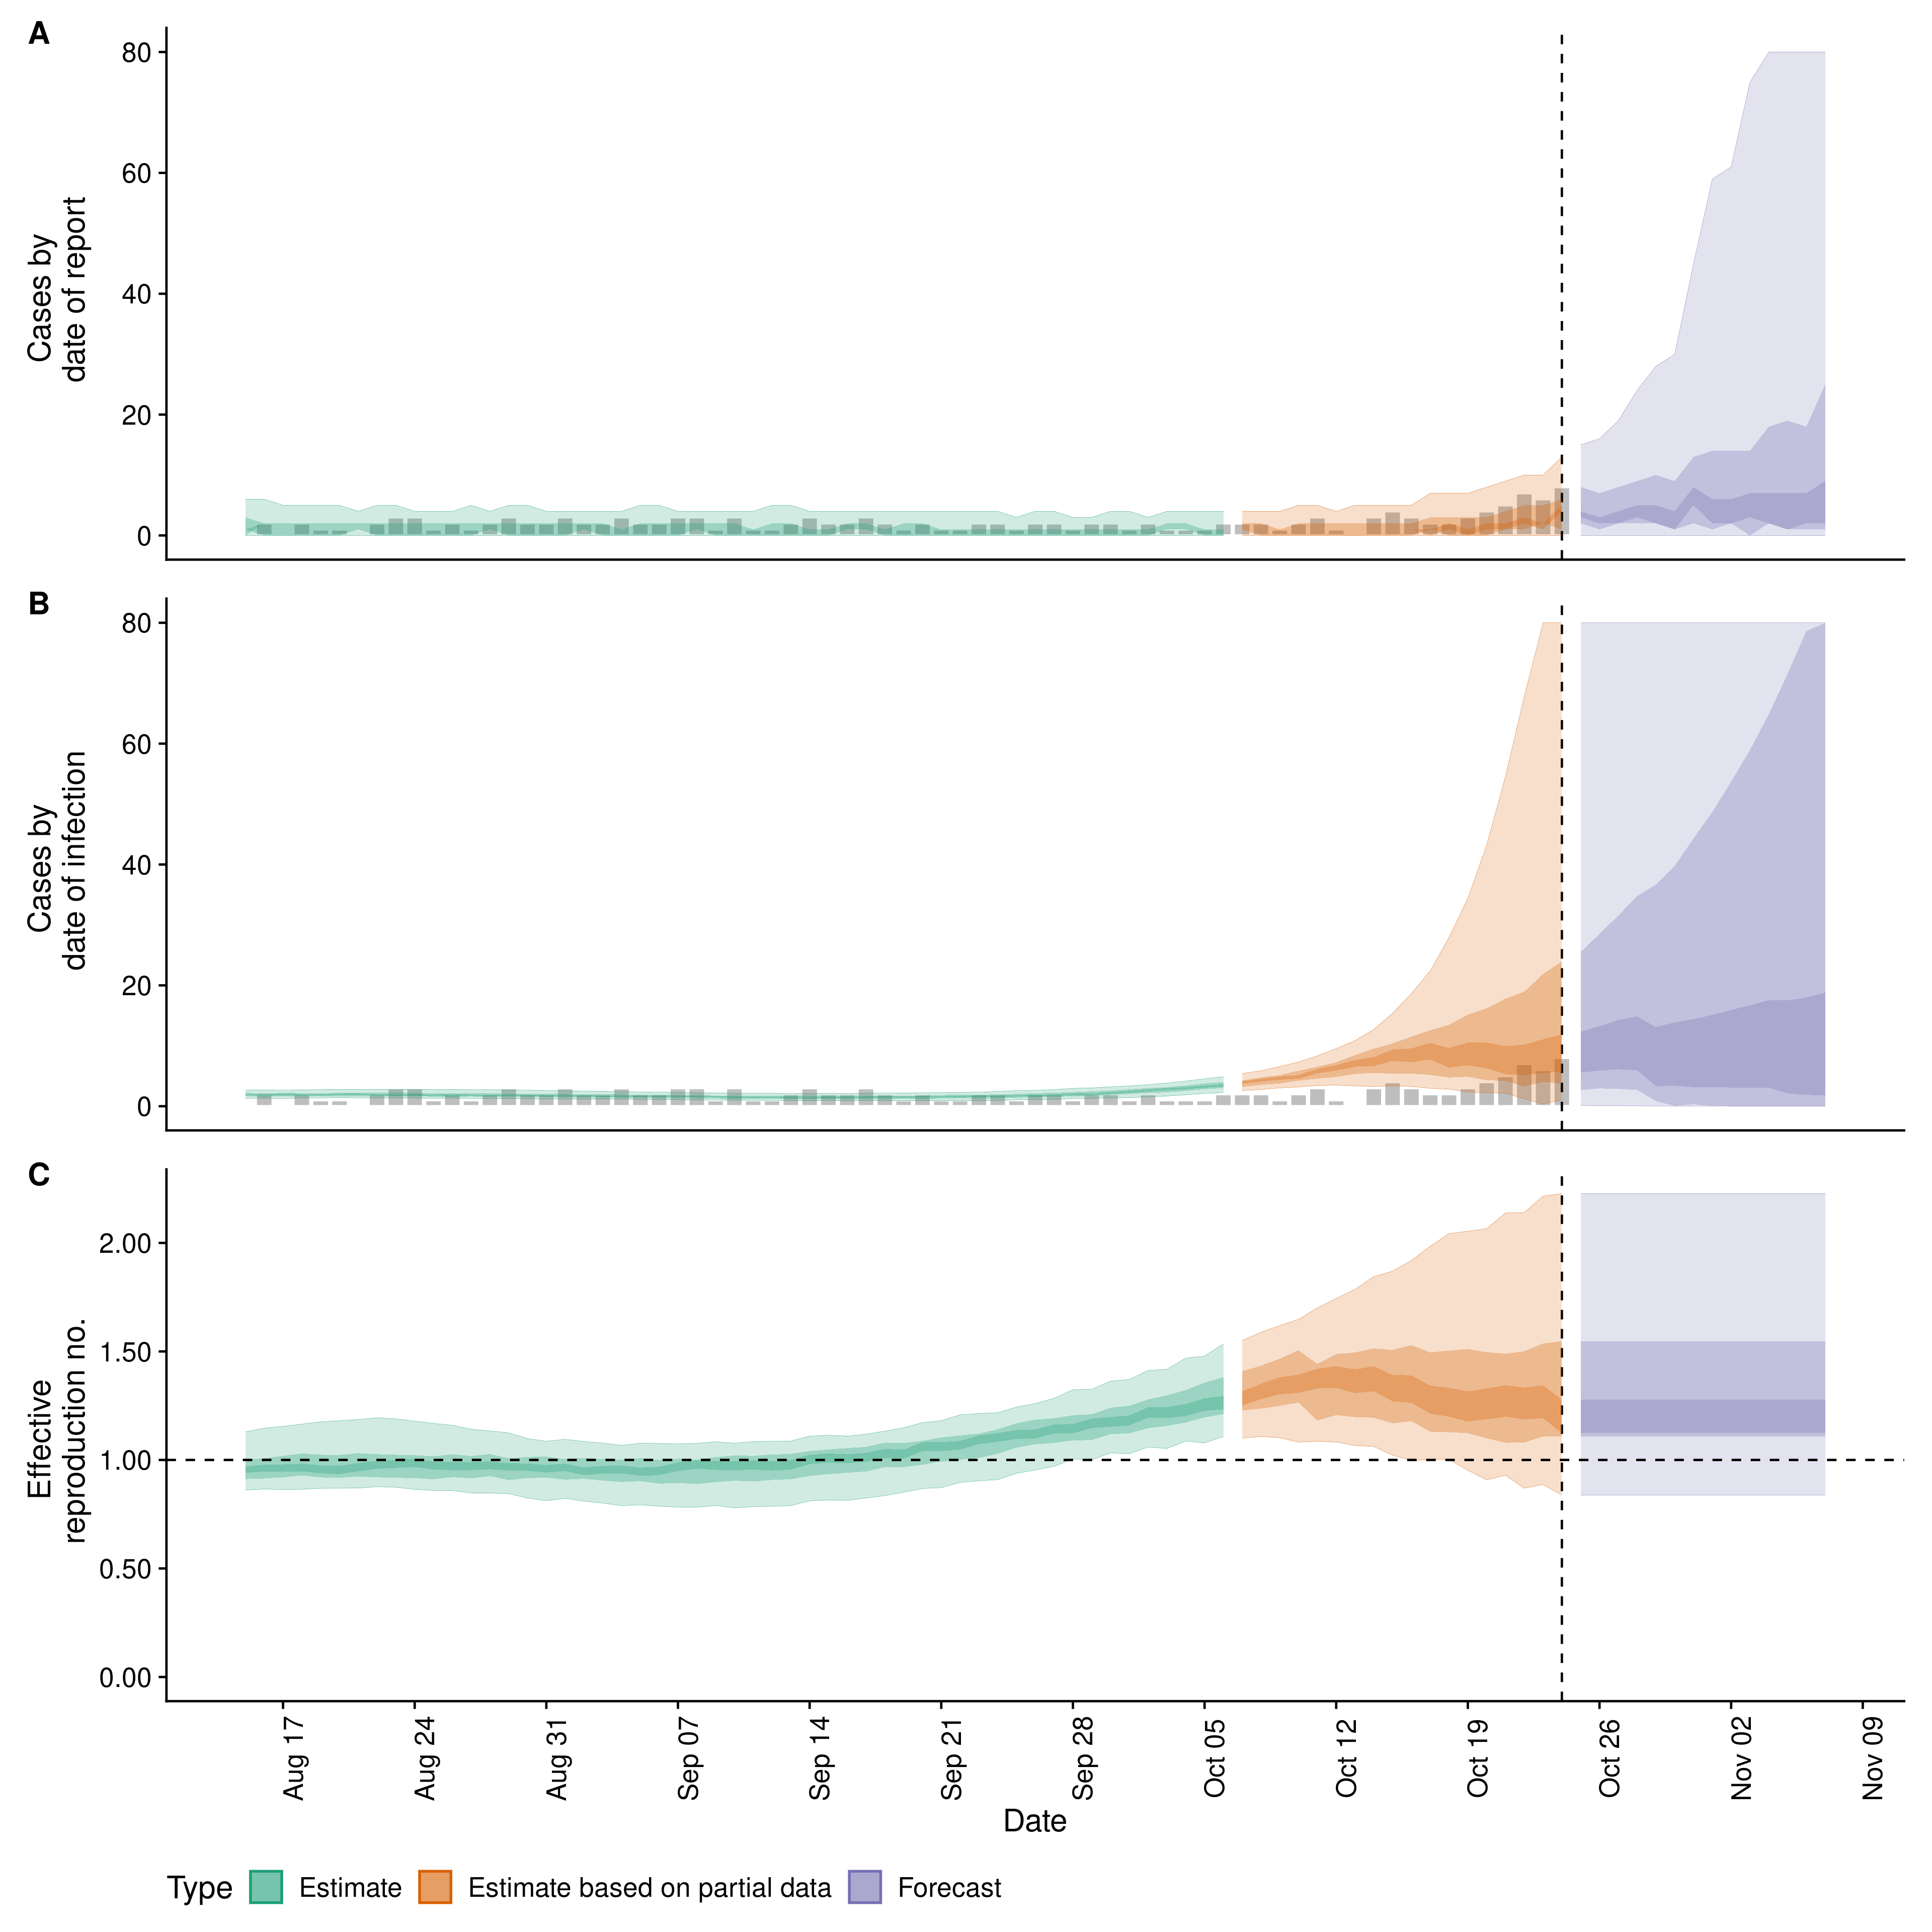 A
80
60
40
20
0
Cases by
date of report
B
80
60
40
20
0
Cases by
date of infection
C
2.00
1.50
1.00
0.50
0.00
Effective
reproduction no.
Aug 17
Aug 24
Aug 31
Sep 07
Sep 14
Sep 21
Sep 28
Oct 05
Oct 12
Oct 19
Oct 26
Nov 02
Nov 09
Date
Type Estimate Estimate based on partial data Forecast